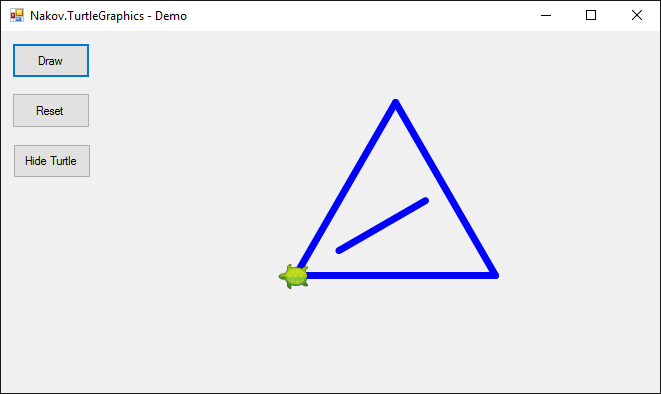 Nakov.TurtleGraphics - Demo
Draw
Reset
Hide Turtle